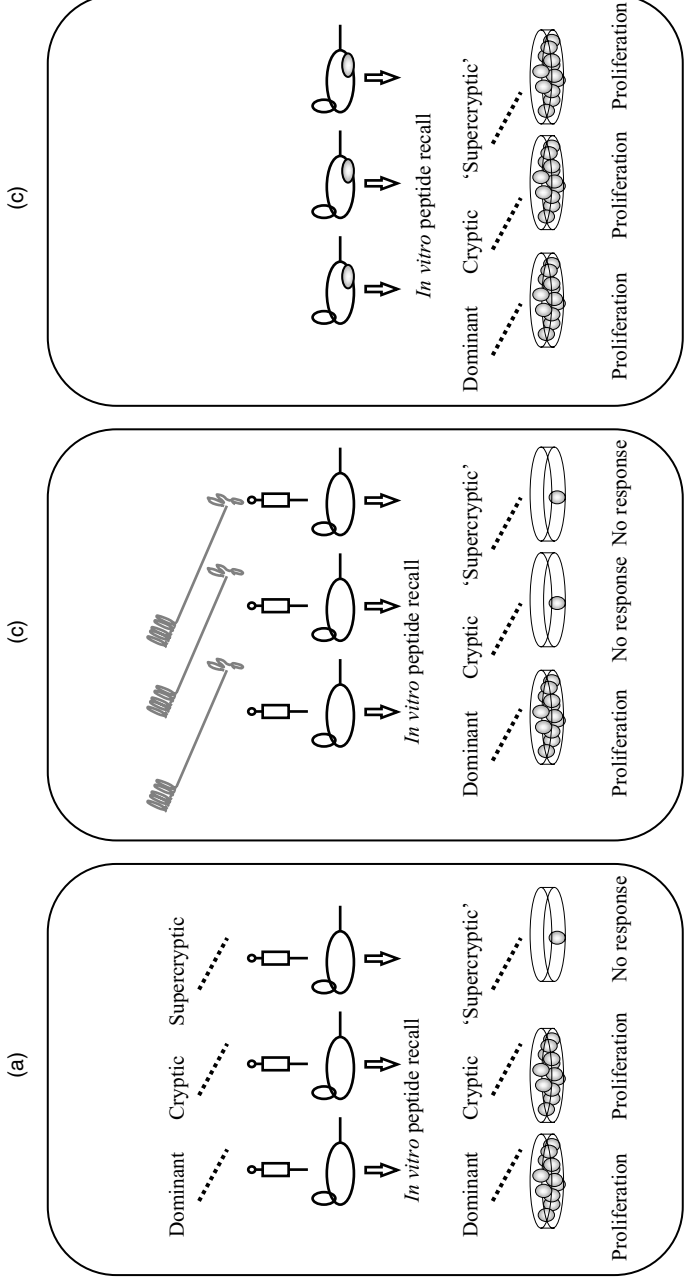 (a)
Dominant Cryptic Supercryptic
In vitro peptide recall
Dominant Cryptic ‘Supercryptic’
Proliferation Proliferation No response
(c)
In vitro peptide recall
Dominant Cryptic ‘Supercryptic’
Proliferation No response No response
(c)
In vitro peptide recall
Dominant Cryptic ‘Supercryptic’
Proliferation Proliferation Proliferation